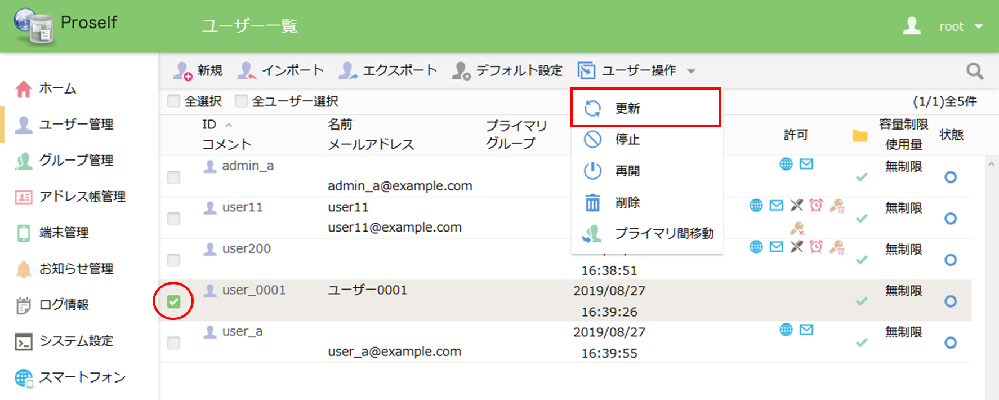 Proself
ユーザー一覧
root
新規 インポート エクスポート デフォルト設定 ユーザー操作
全選択 全ユーザー選択 (1/1)全5件
ホーム
ユーザー管理
グループ管理
アドレス帳管理
端末管理
お知らせ管理
ログ情報
システム設定
スマートフォン
更新
停止
再開
削除
プライマリ間移動
ID 名前 プライマリ 許可 容量制限 状態
コメント メールアドレス グループ 使用量
admin_a 無制限
admin_a@example.com
user11 user11 無制限
user11@example.com
user200 無制限
16:38:51
user_0001 ユーザー0001 2019/08/27 無制限
16:39:26
user_a 2019/08/27 無制限
user_a@example.com 16:39:55